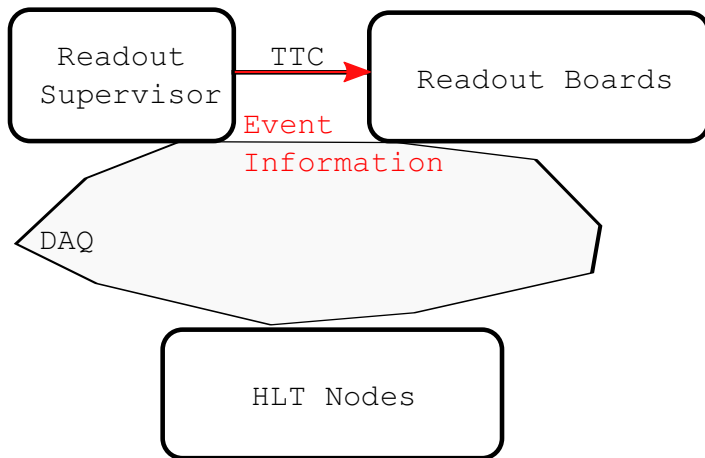 Readout
Supervisor
TTC
Readout Boards
Event
Information
DAQ
HLT Nodes